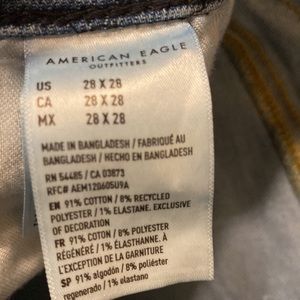 AMERICAN EAGLE
OUTFITTERS
US 28 X 28
CA 28 X 28
MX 28 X 28
MADE IN BANGLADESH / FABRIQUÉ AU
BANGLADESH / HECHO EN BANGLADESH
RN 54485 / CA 03873
RFC# AEM120605U9A
EN 91% COTTON / 8% RECYCLED
POLYESTER / 1% ELASTANE. EXCLUSIVE
OF DECORATION
FR 91% COTON / 8% POLYESTER
RECYCLÉ / 1% ÉLASTHANNE. À
L'EXCEPTION DE LA GARNITURE
SP 91% algodón / 8% poliéster
regenerado / 1% elastano